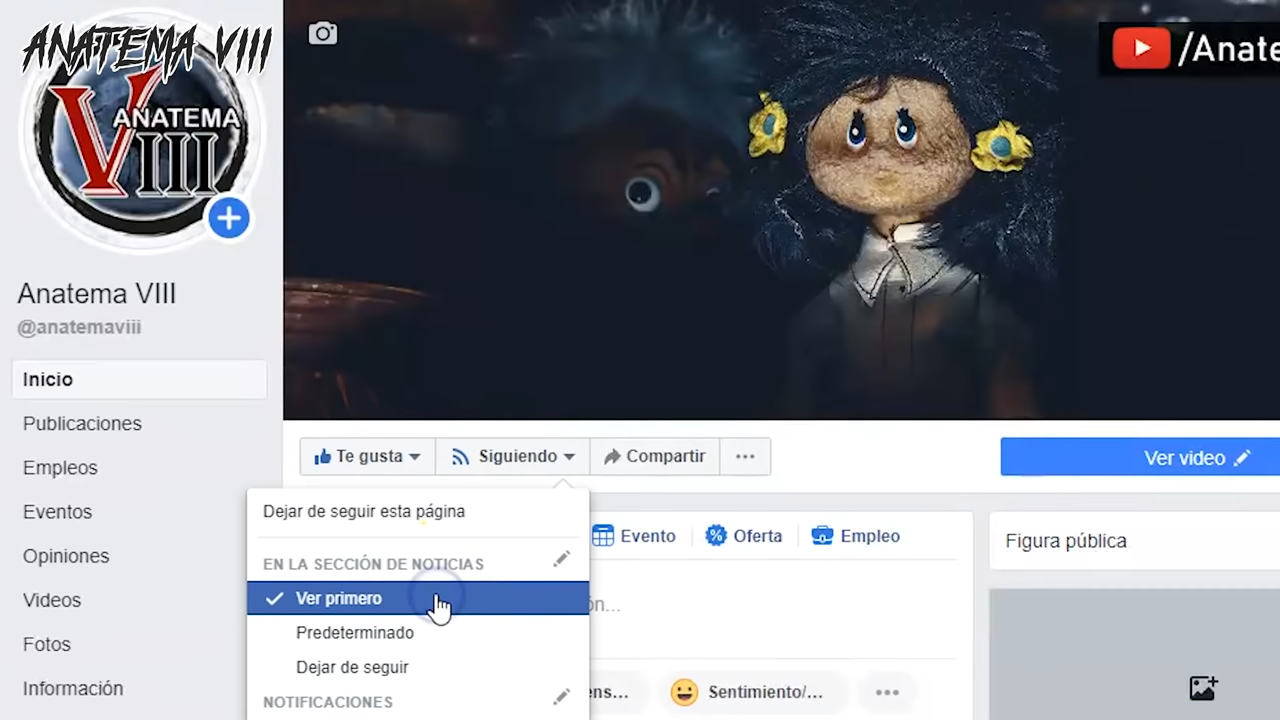 ANATEMA VIII
ANATEMA
VIII
/Anate
Anatema VIII
@anatemaviii
Inicio
Publicaciones
Empleos
Eventos
Opiniones
Videos
Fotos
Información
Te gusta
Siguiendo
Compartir
Ver video
Dejar de seguir esta página
EN LA SECCIÓN DE NOTICIAS
Ver primero
Predeterminado
Dejar de seguir
NOTIFICACIONES
Evento
Oferta
Empleo
ón...
ens...
Sentimiento/...
Figura pública